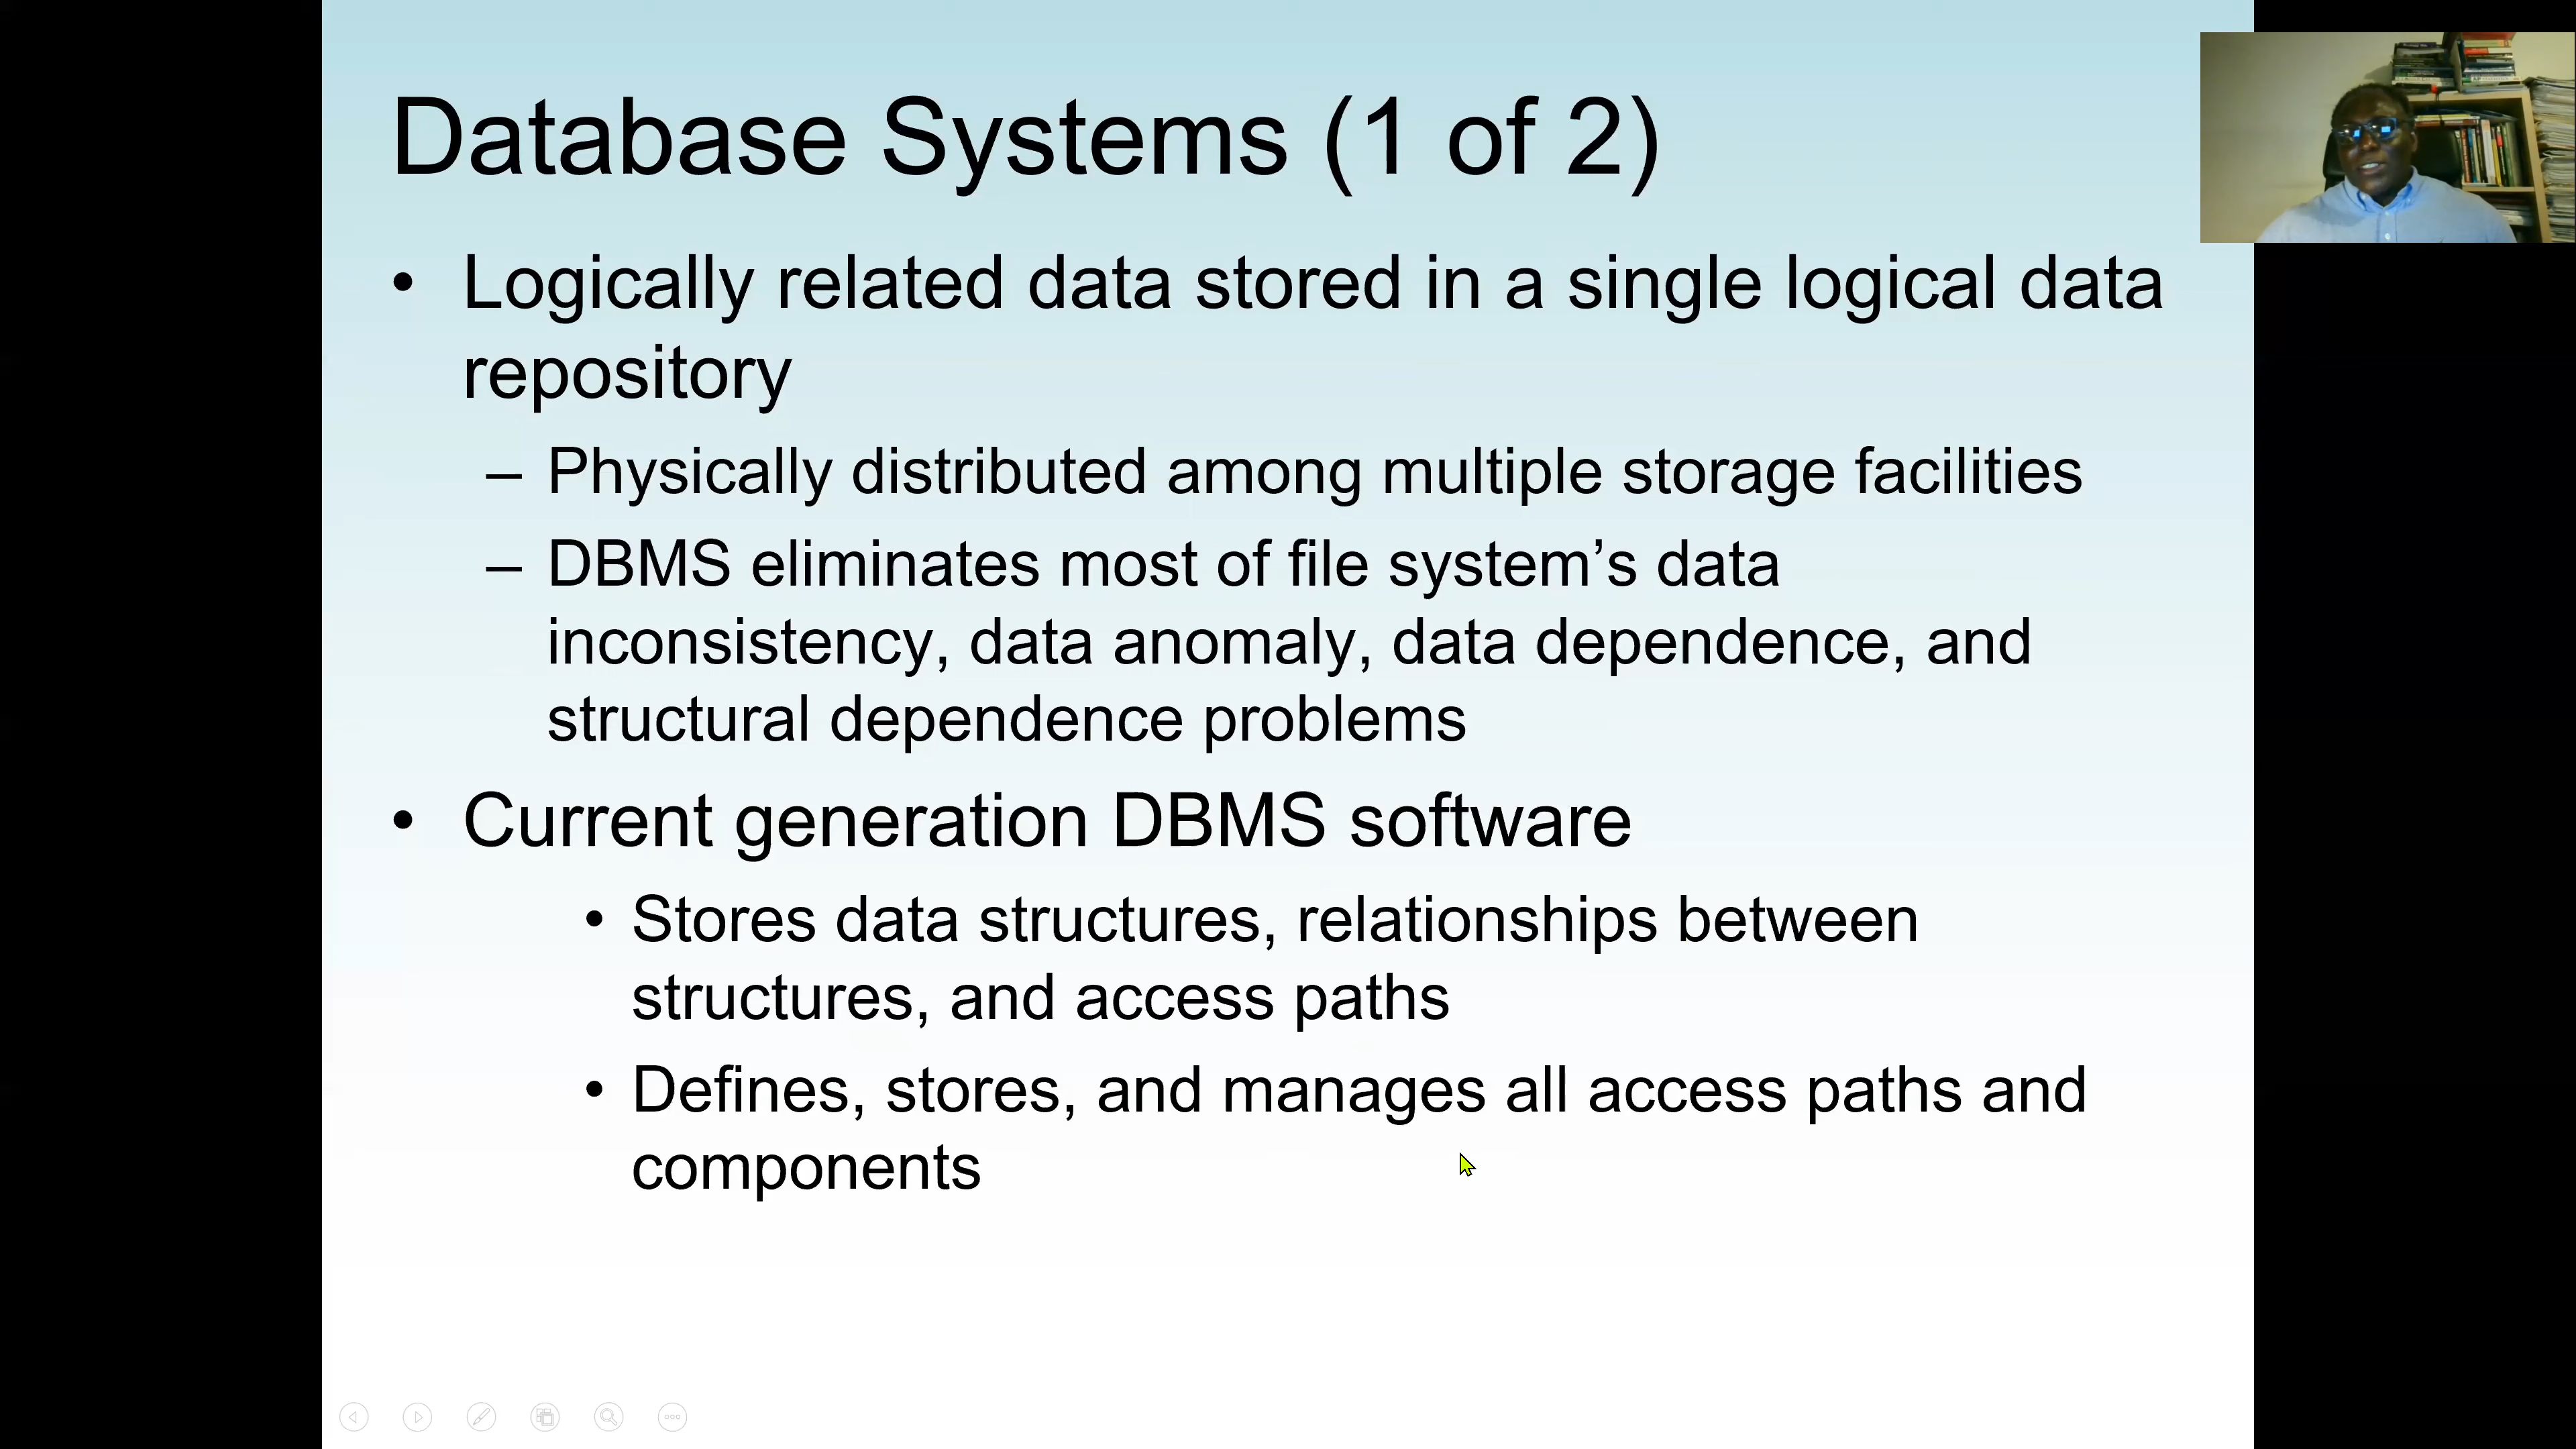 Database Systems (1 of 2)
• Logically related data stored in a single logical data
repository
– Physically distributed among multiple storage facilities
– DBMS eliminates most of file system’s data
inconsistency, data anomaly, data dependence, and
structural dependence problems
• Current generation DBMS software
• Stores data structures, relationships between
structures, and access paths
• Defines, stores, and manages all access paths and
components